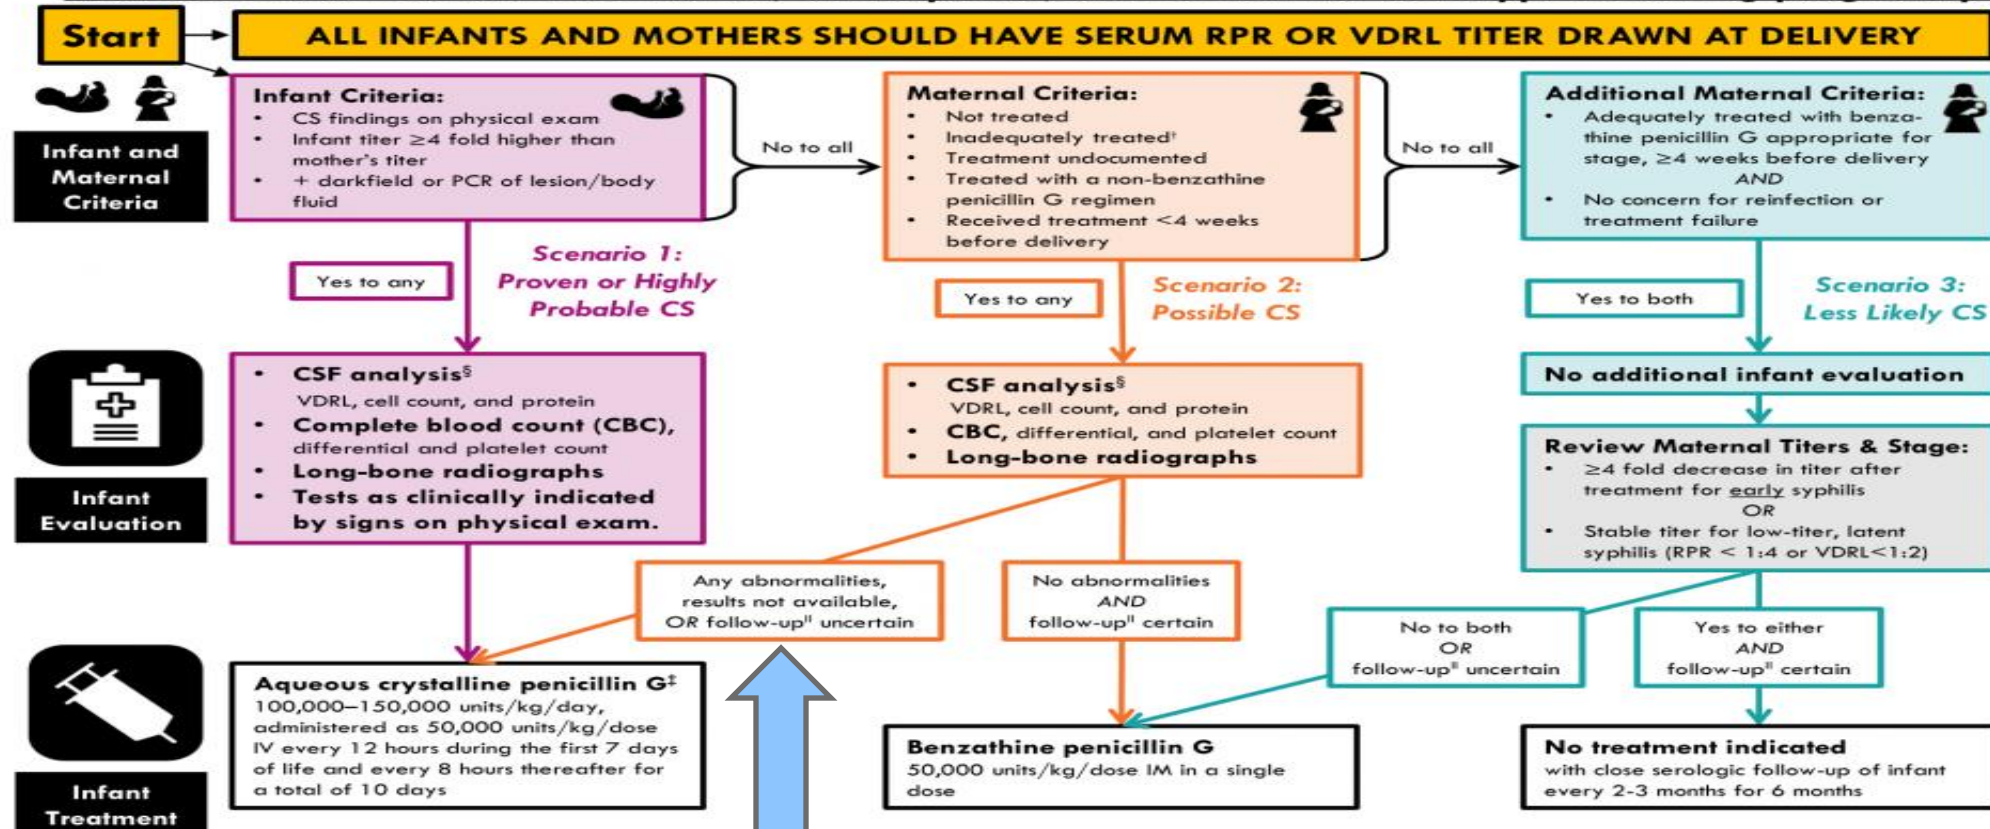 Start
ALL INFANTS AND MOTHERS SHOULD HAVE SERUM RPR OR VDRL TITER DRAWN AT DELIVERY
Infant and
Maternal
Criteria
Infant Criteria:
• CS findings on physical exam
• Infant titer ≥4 fold higher than
mother's titer
• + darkfield or PCR of lesion/body
fluid
No to all
Maternal Criteria:
• Not treated
• Inadequately treated†
• Treatment undocumented
• Treated with a non-benzathine
penicillin G regimen
• Received treatment <4 weeks
before delivery
No to all
Additional Maternal Criteria:
• Adequately treated with benza-
thine penicillin G appropriate for
stage, ≥4 weeks before delivery
AND
• No concern for reinfection or
treatment failure
Yes to any
Scenario 1:
Proven or Highly
Probable CS
Yes to any
Scenario 2:
Possible CS
Yes to both
Scenario 3:
Less Likely CS
Infant
Evaluation
• CSF analysis§
VDRL, cell count, and protein
• Complete blood count (CBC),
differential and platelet count
• Long-bone radiographs
• Tests as clinically indicated
by signs on physical exam.
• CSF analysis§
VDRL, cell count, and protein
• CBC, differential, and platelet count
• Long-bone radiographs
No additional infant evaluation
Review Maternal Titers & Stage:
• ≥4 fold decrease in titer after
treatment for early syphilis
OR
• Stable titer for low-titer, latent
syphilis (RPR < 1:4 or VDRL<1:2)
Any abnormalities,
results not available,
OR follow-up‖ uncertain
No abnormalities
AND
follow-up‖ certain
No to both
OR
follow-up‖ uncertain
Yes to either
AND
follow-up‖ certain
Infant
Treatment
Aqueous crystalline penicillin G‡
100,000–150,000 units/kg/day,
administered as 50,000 units/kg/dose
IV every 12 hours during the first 7 days
of life and every 8 hours thereafter for
a total of 10 days
Benzathine penicillin G
50,000 units/kg/dose IM in a single
dose
No treatment indicated
with close serologic follow-up of infant
every 2-3 months for 6 months